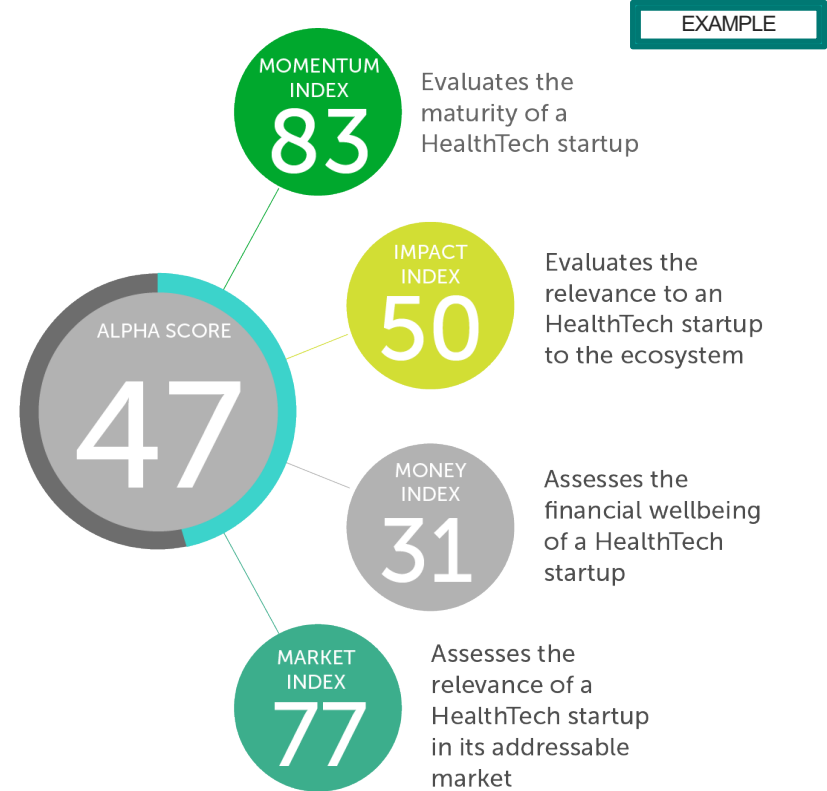 EXAMPLE
MOMENTUM
INDEX
83
Evaluates the
maturity of a
HealthTech startup
IMPACT
INDEX
50
Evaluates the
relevance to an
HealthTech startup
to the ecosystem
ALPHA SCORE
47
MONEY
INDEX
31
Assesses the
financial wellbeing
of a HealthTech
startup
MARKET
INDEX
77
Assesses the
relevance of a
HealthTech startup
in its addressable
market